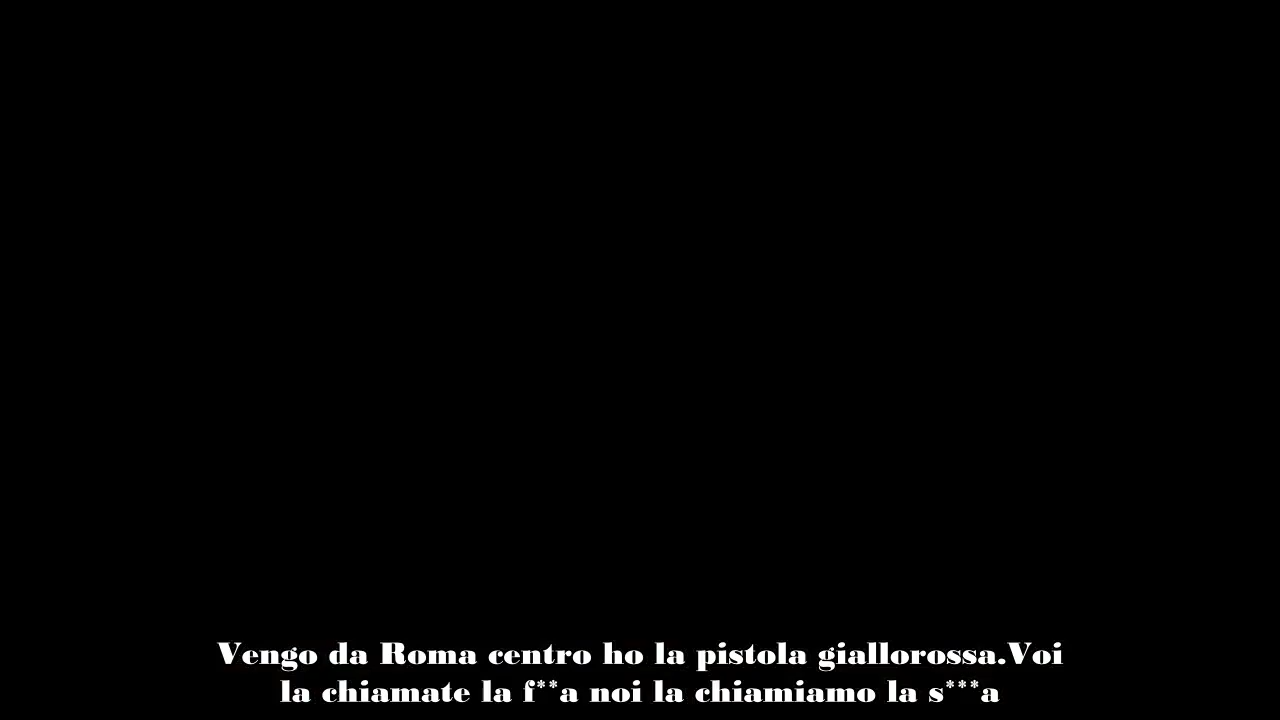 Vengo da Roma centro ho la pistola giallorossa.Voi
la chiamate la f**a noi la chiamiamo la s***a